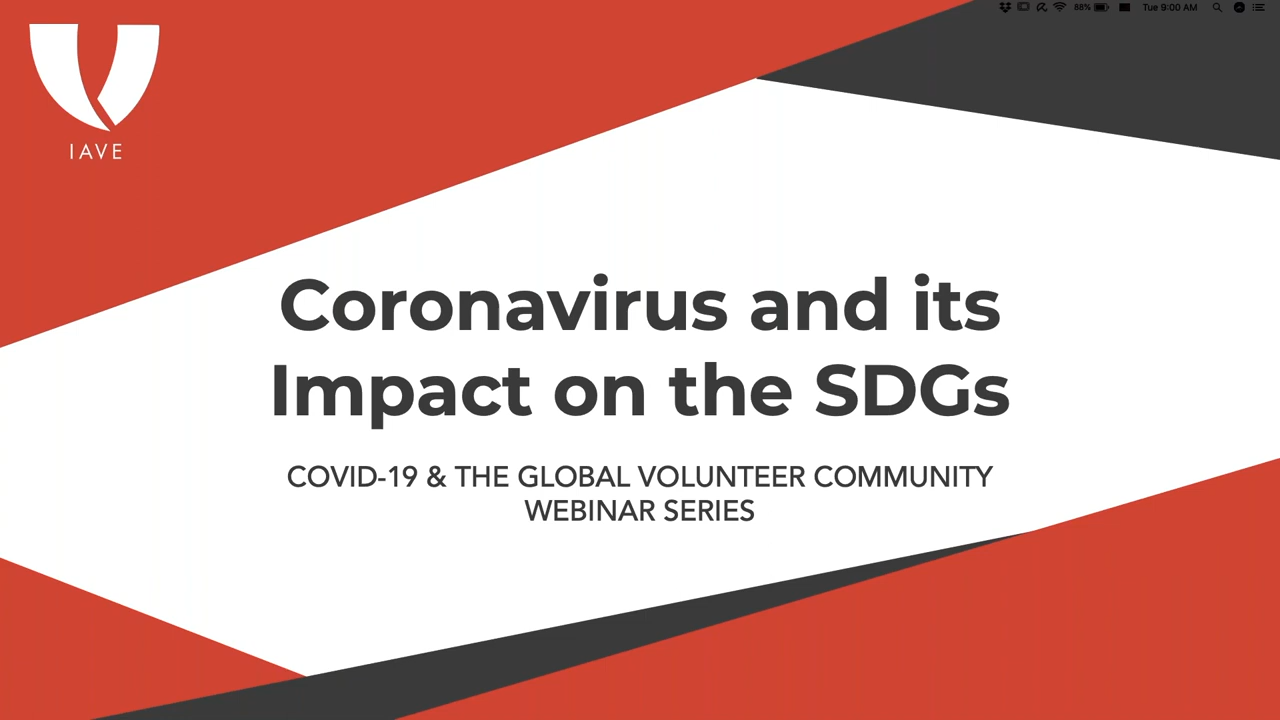 88% Tue 9:00 AM
IAVE
Coronavirus and its
Impact on the SDGs
COVID-19 & THE GLOBAL VOLUNTEER COMMUNITY
WEBINAR SERIES